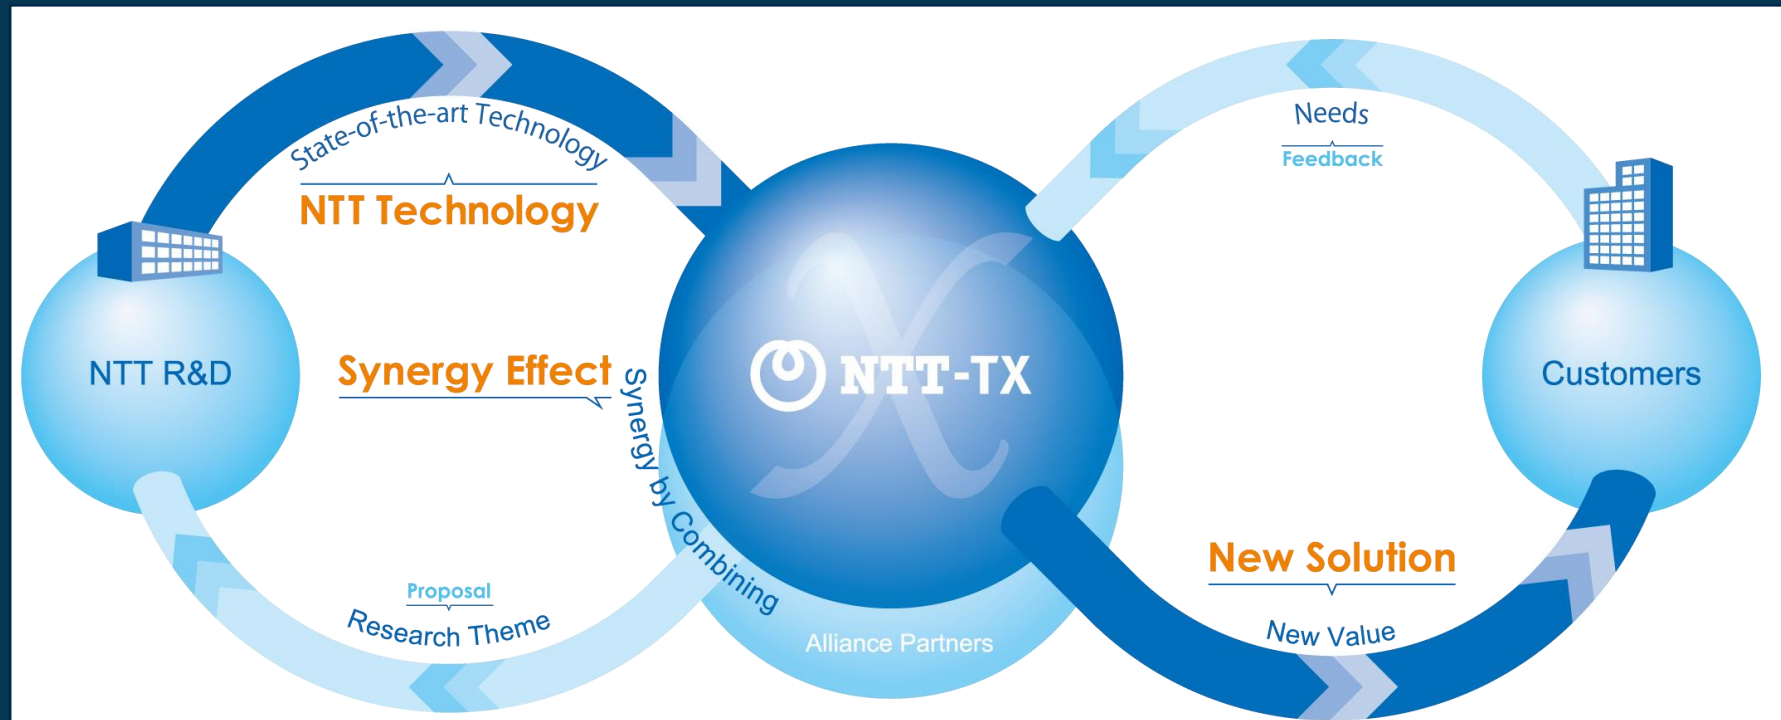 State-of-the-art Technology
NTT Technology
NTT R&D
Synergy Effect
Synergy by Combining
Proposal
Research Theme
NTT-TX
Alliance Partners
Needs
Feedback
Customers
New Solution
New Value